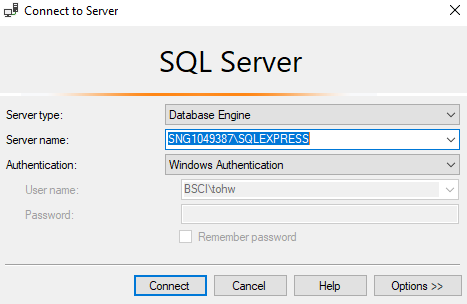 Connect to Server
SQL Server
Server type: Database Engine
Server name: SNG1049387\SQLEXPRESS
Authentication: Windows Authentication
User name: BSCI\tohw
Password:
Remember password
Connect Cancel Help Options >>